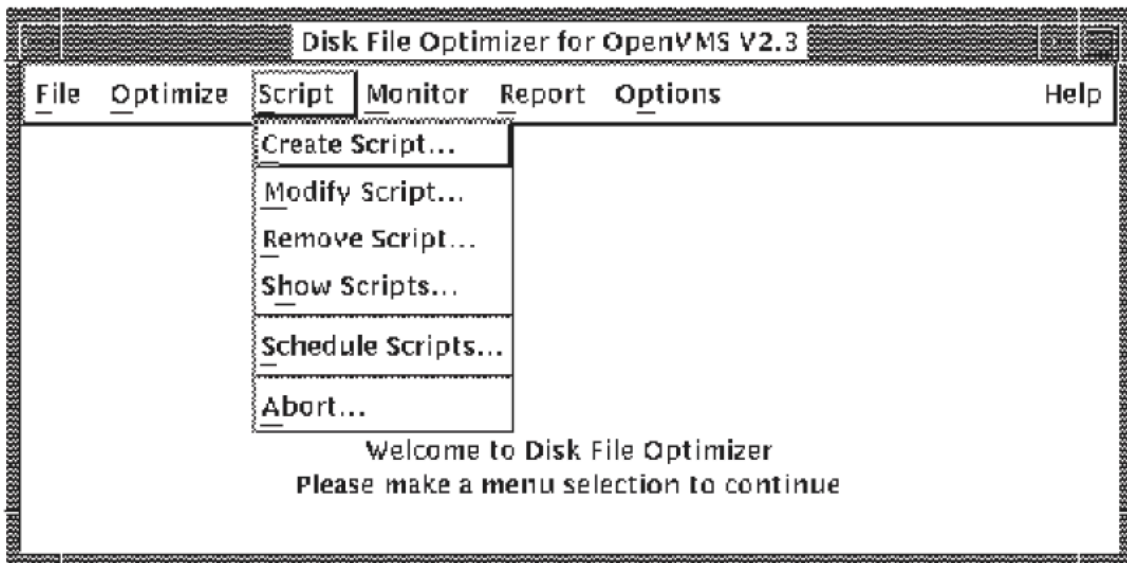 Disk File Optimizer for OpenVMS V2.3
File Optimize Script Monitor Report Options Help
Create Script...
Modify Script...
Remove Script...
Show Scripts...
Schedule Scripts...
Abort...
Welcome to Disk File Optimizer
Please make a menu selection to continue